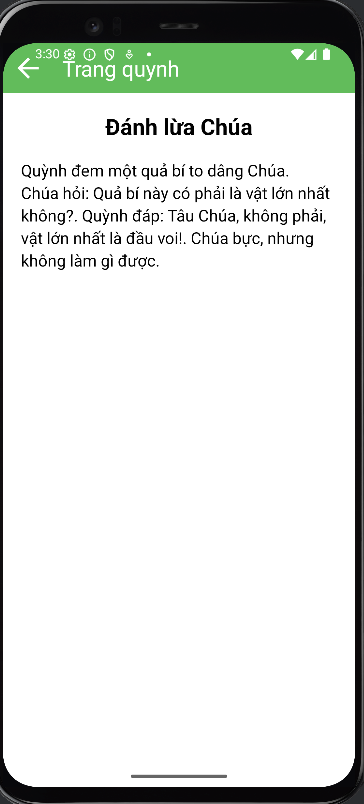 3:30
Trang quynh
Đánh lừa Chúa
Quỳnh đem một quả bí to dâng Chúa.
Chúa hỏi: Quả bí này có phải là vật lớn nhất
không?. Quỳnh đáp: Tâu Chúa, không phải,
vật lớn nhất là đầu voi!. Chúa bực, nhưng
không làm gì được.